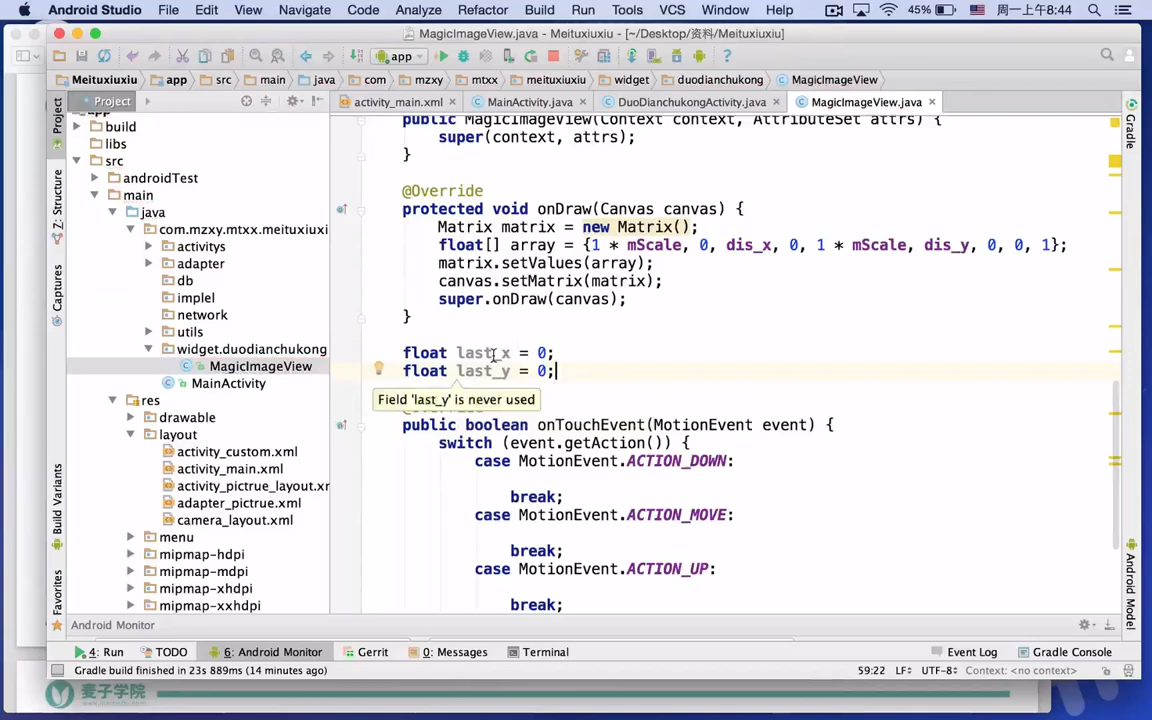 Android Studio File Edit View Navigate Code Analyze Refactor Build Run Tools VCS Window Help 45% 周一上午8:44
MagicImageView.java - Meituxiuxiu - [~/Desktop/资料/Meituxiuxiu]
app
Meituxiuxiu app src main java com mzxy mtxx meituxiuxiu widget duodianchukong MagicImageView
Project
activity_main.xml MainActivity.java DuoDianchukongActivity.java MagicImageView.java
build
libs
src
androidTest
main
java
com.mzxy.mtxx.meituxiuxi
activitys
adapter
db
implel
network
utils
widget.duodianchukong
MagicImageView
MainActivity
res
drawable
layout
activity_custom.xml
activity_main.xml
activity_pictrue_layout.xr
adapter_pictrue.xml
camera_layout.xml
menu
mipmap-hdpi
mipmap-mdpi
mipmap-xhdpi
mipmap-xxhdpi
public MagicImageView(Context context, AttributeSet attrs) {
super(context, attrs);
}
@Override
protected void onDraw(Canvas canvas) {
Matrix matrix = new Matrix();
float[] array = {1 * mScale, 0, dis_x, 0, 1 * mScale, dis_y, 0, 0, 1};
matrix.setValues(array);
canvas.setMatrix(matrix);
super.onDraw(canvas);
}
float last_x = 0;
float last_y = 0;
Field 'last_y' is never used
public boolean onTouchEvent(MotionEvent event) {
switch (event.getAction()) {
case MotionEvent.ACTION_DOWN:
break;
case MotionEvent.ACTION_MOVE:
break;
case MotionEvent.ACTION_UP:
break;
Project
Z: Structure
Captures
Build Variants
Favorites
Gradle
Android Model
Android Monitor
4: Run TODO 6: Android Monitor Gerrit 0: Messages Terminal Event Log Gradle Console
Gradle build finished in 23s 889ms (14 minutes ago) 59:22 LF÷ UTF-8÷ Context: <no context>
麦子学院